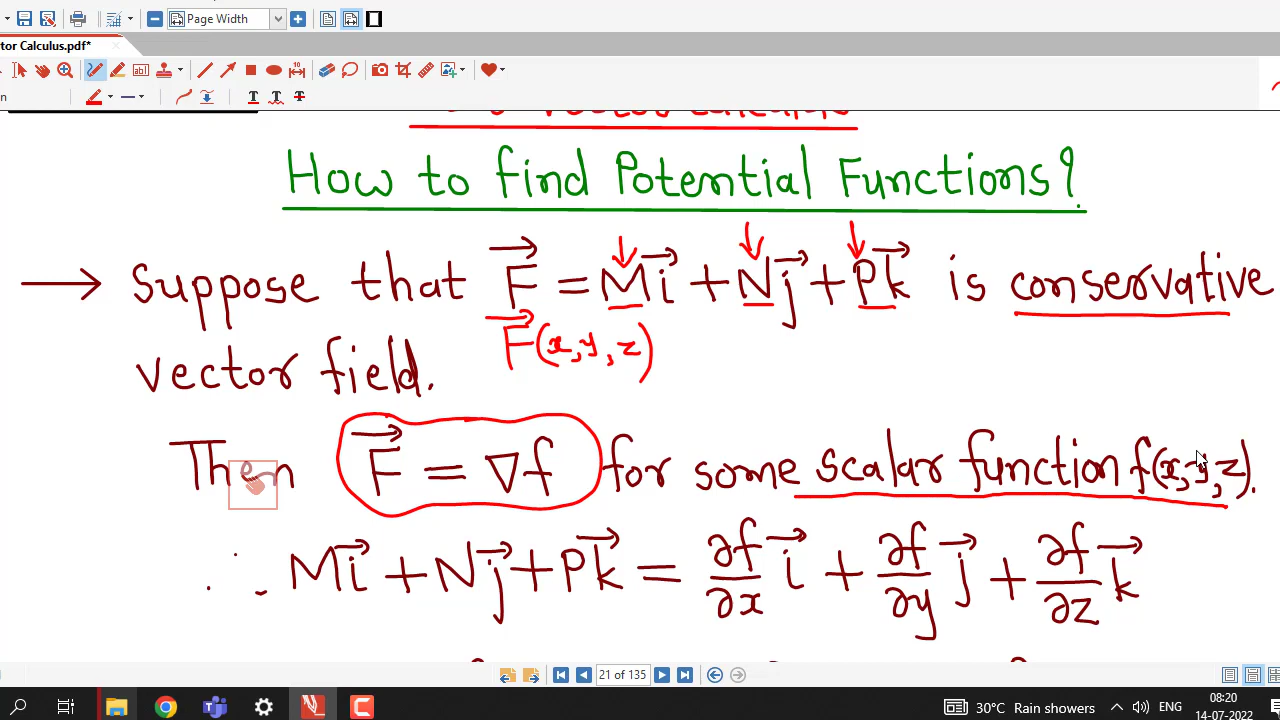 Page Width
tor Calculus.pdf*
How to find Potential Functions?
→ Suppose that F⃗ = Mi⃗ + Nj⃗ + Pk⃗ is conservative
F⃗(x,y,z)
vector field.
Then F⃗ = ∇f for some scalar function f(x,y,z).
∴ Mi⃗ + Nj⃗ + Pk⃗ = ∂f/∂x i⃗ + ∂f/∂y j⃗ + ∂f/∂z k⃗
21 of 135
30°C Rain showers ENG 08:20
14-07-2022